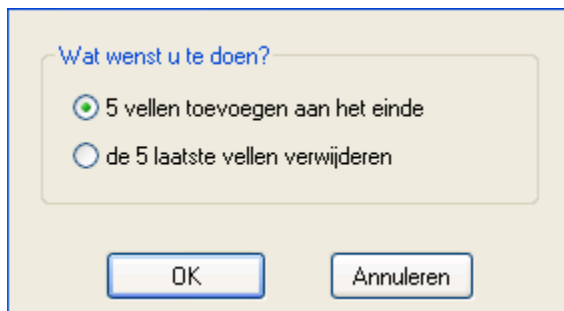 Wat wenst u te doen?
5 vellen toevoegen aan het einde
de 5 laatste vellen verwijderen
OK
Annuleren